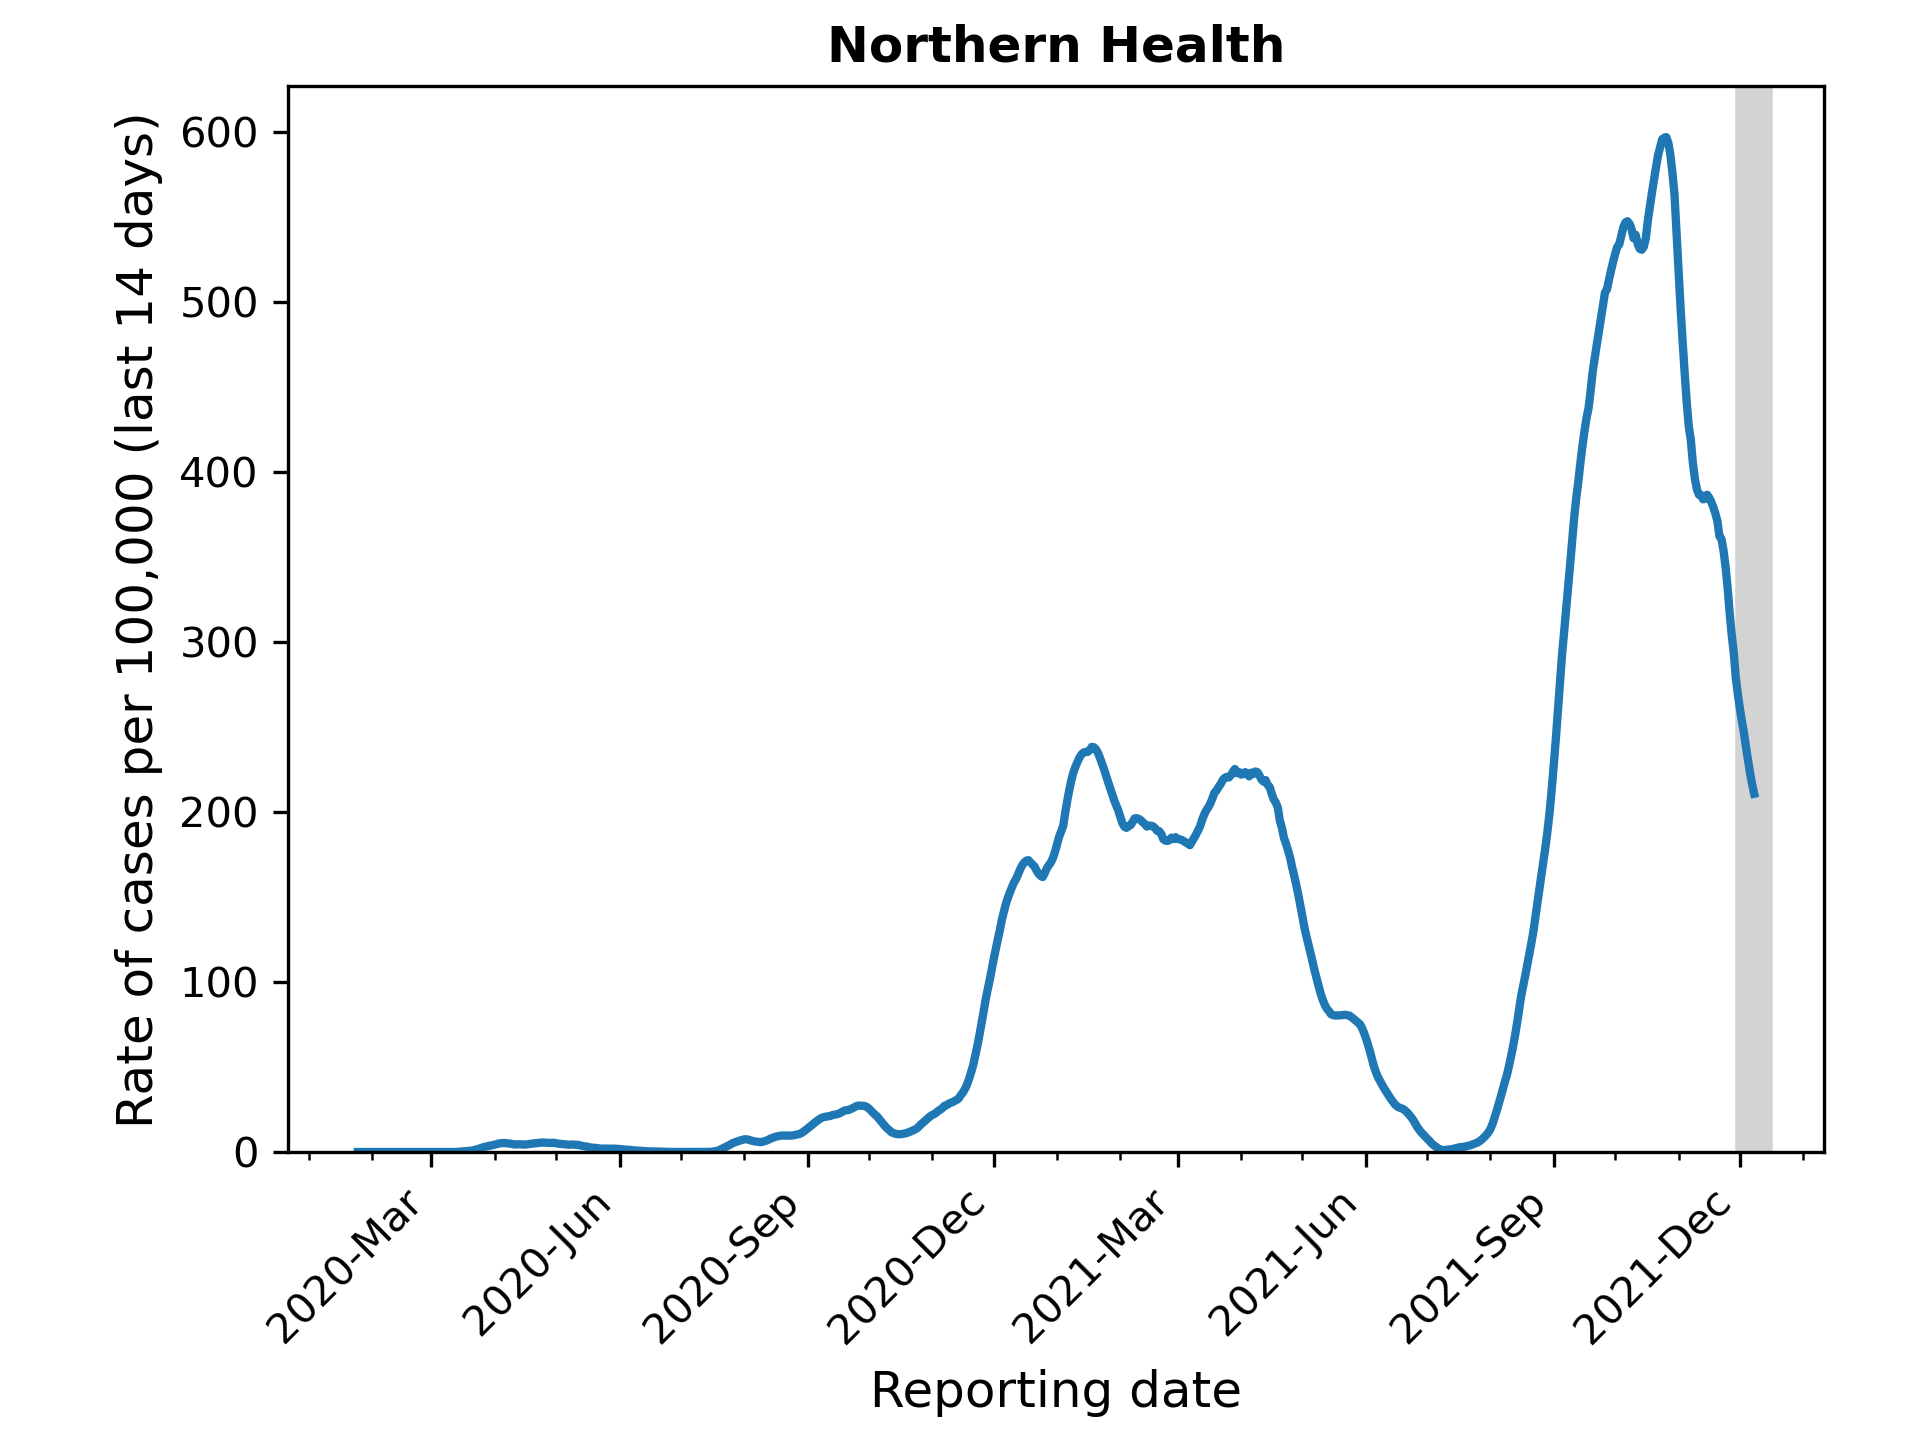 Northern Health
Rate of cases per 100,000 (last 14 days)
600
500
400
300
200
100
0
2020-Mar
2020-Jun
2020-Sep
2020-Dec
2021-Mar
2021-Jun
2021-Sep
2021-Dec
Reporting date